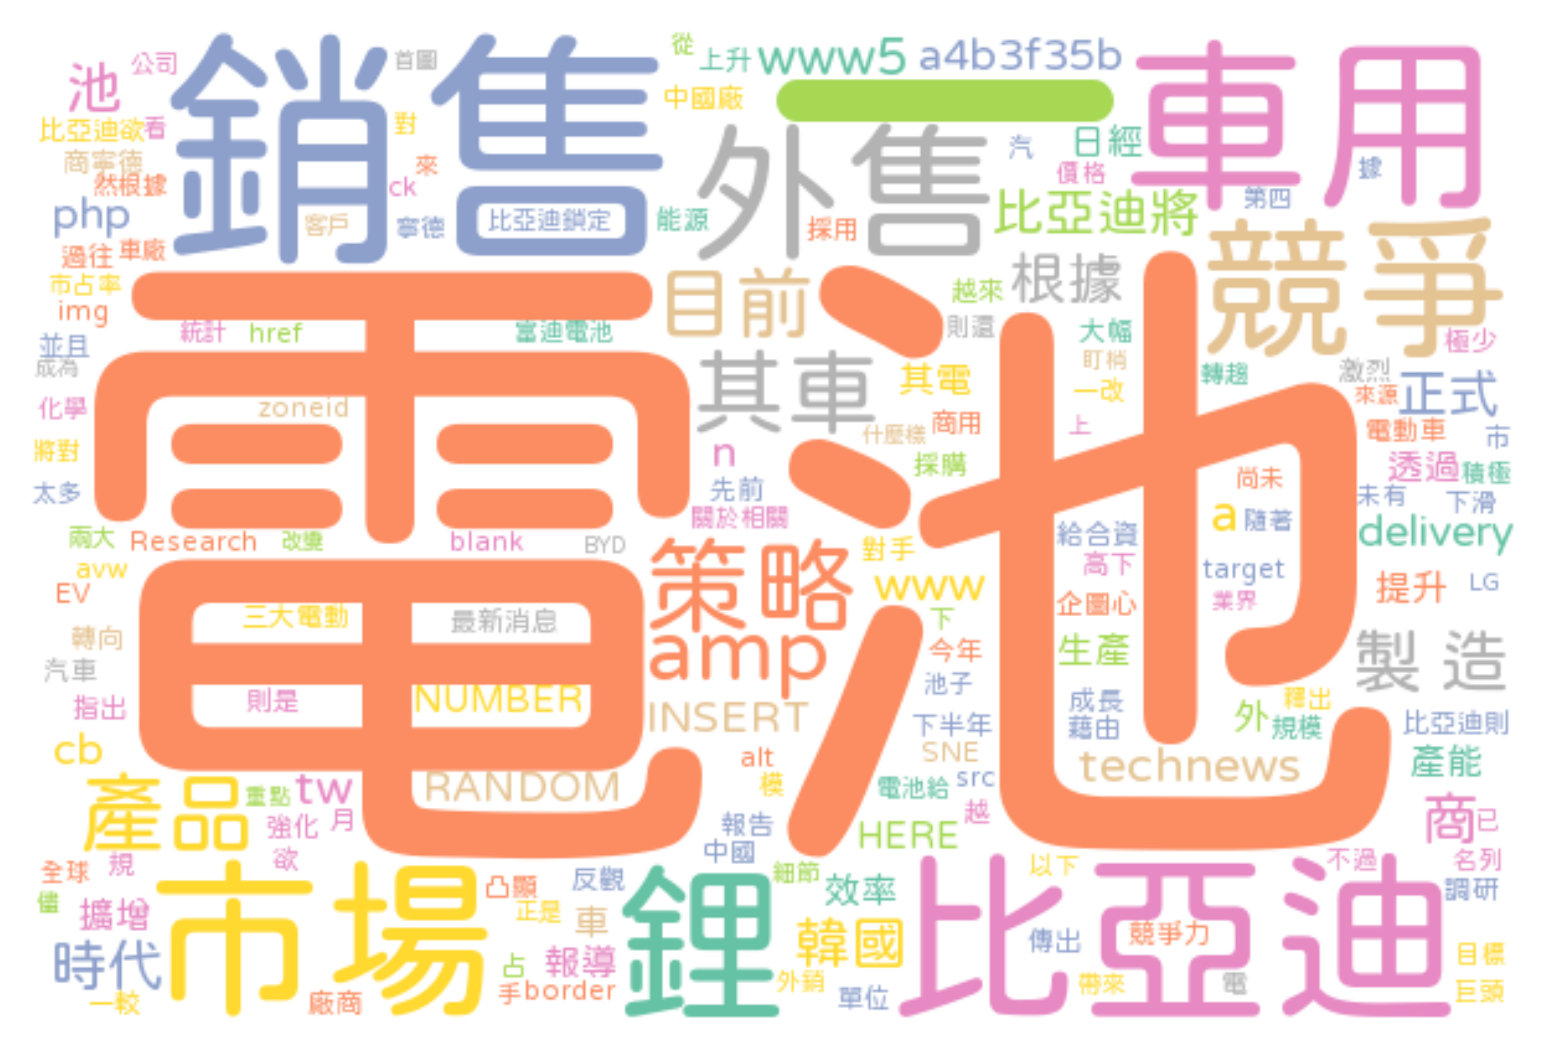 池
公司
銷售
首圖
從
上升
www5
a4b3f35b
車用
一
中國廠
比亞迪欲
看
對
外售
汽
日經
商寧德
然根據
來
ck
價格
據
php
客戶
寧德
比亞迪鎖定
能源
採用
比亞迪將
第四
過往
車廠
競爭
市占率
img
電池
目前
越來
根據
統計
href
富迪電池
則還
大幅
極少
並且
成為
其車
其電
盯梢
轉趨
激烈
正式
化學
zoneid
一改
來源
什麼樣
商用
上
電動車
市
將對
n
採購
透過
積極
太多
先前
尚未
未有
下滑
關於相關
a
隨著
兩大
Research
改變
blank
BYD
給合資
delivery
avw
策略
對手
高下
target
LG
EV
www
企圖心
業界
提升
三大電動
最新消息
下
轉向
amp
今年
生產
製造
汽車
池子
則是
NUMBER
指出
INSERT
成長
藉由
外
釋出
規模
比亞迪則
下半年
cb
alt
SNE
technews
產能
產品
重點
tw
RANDOM
模
電池給
src
強化
月
報告
越
商
已
欲
中國
HERE
全球
規
市場
凸顯
反觀
細節
以下
不過
名列
儘
擴增
正是
鋰
效率
比亞迪
調研
時代
車
韓國
傳出
競爭力
占
報導
目標
一較
廠商
手
border
外銷
單位
帶來
電
巨頭